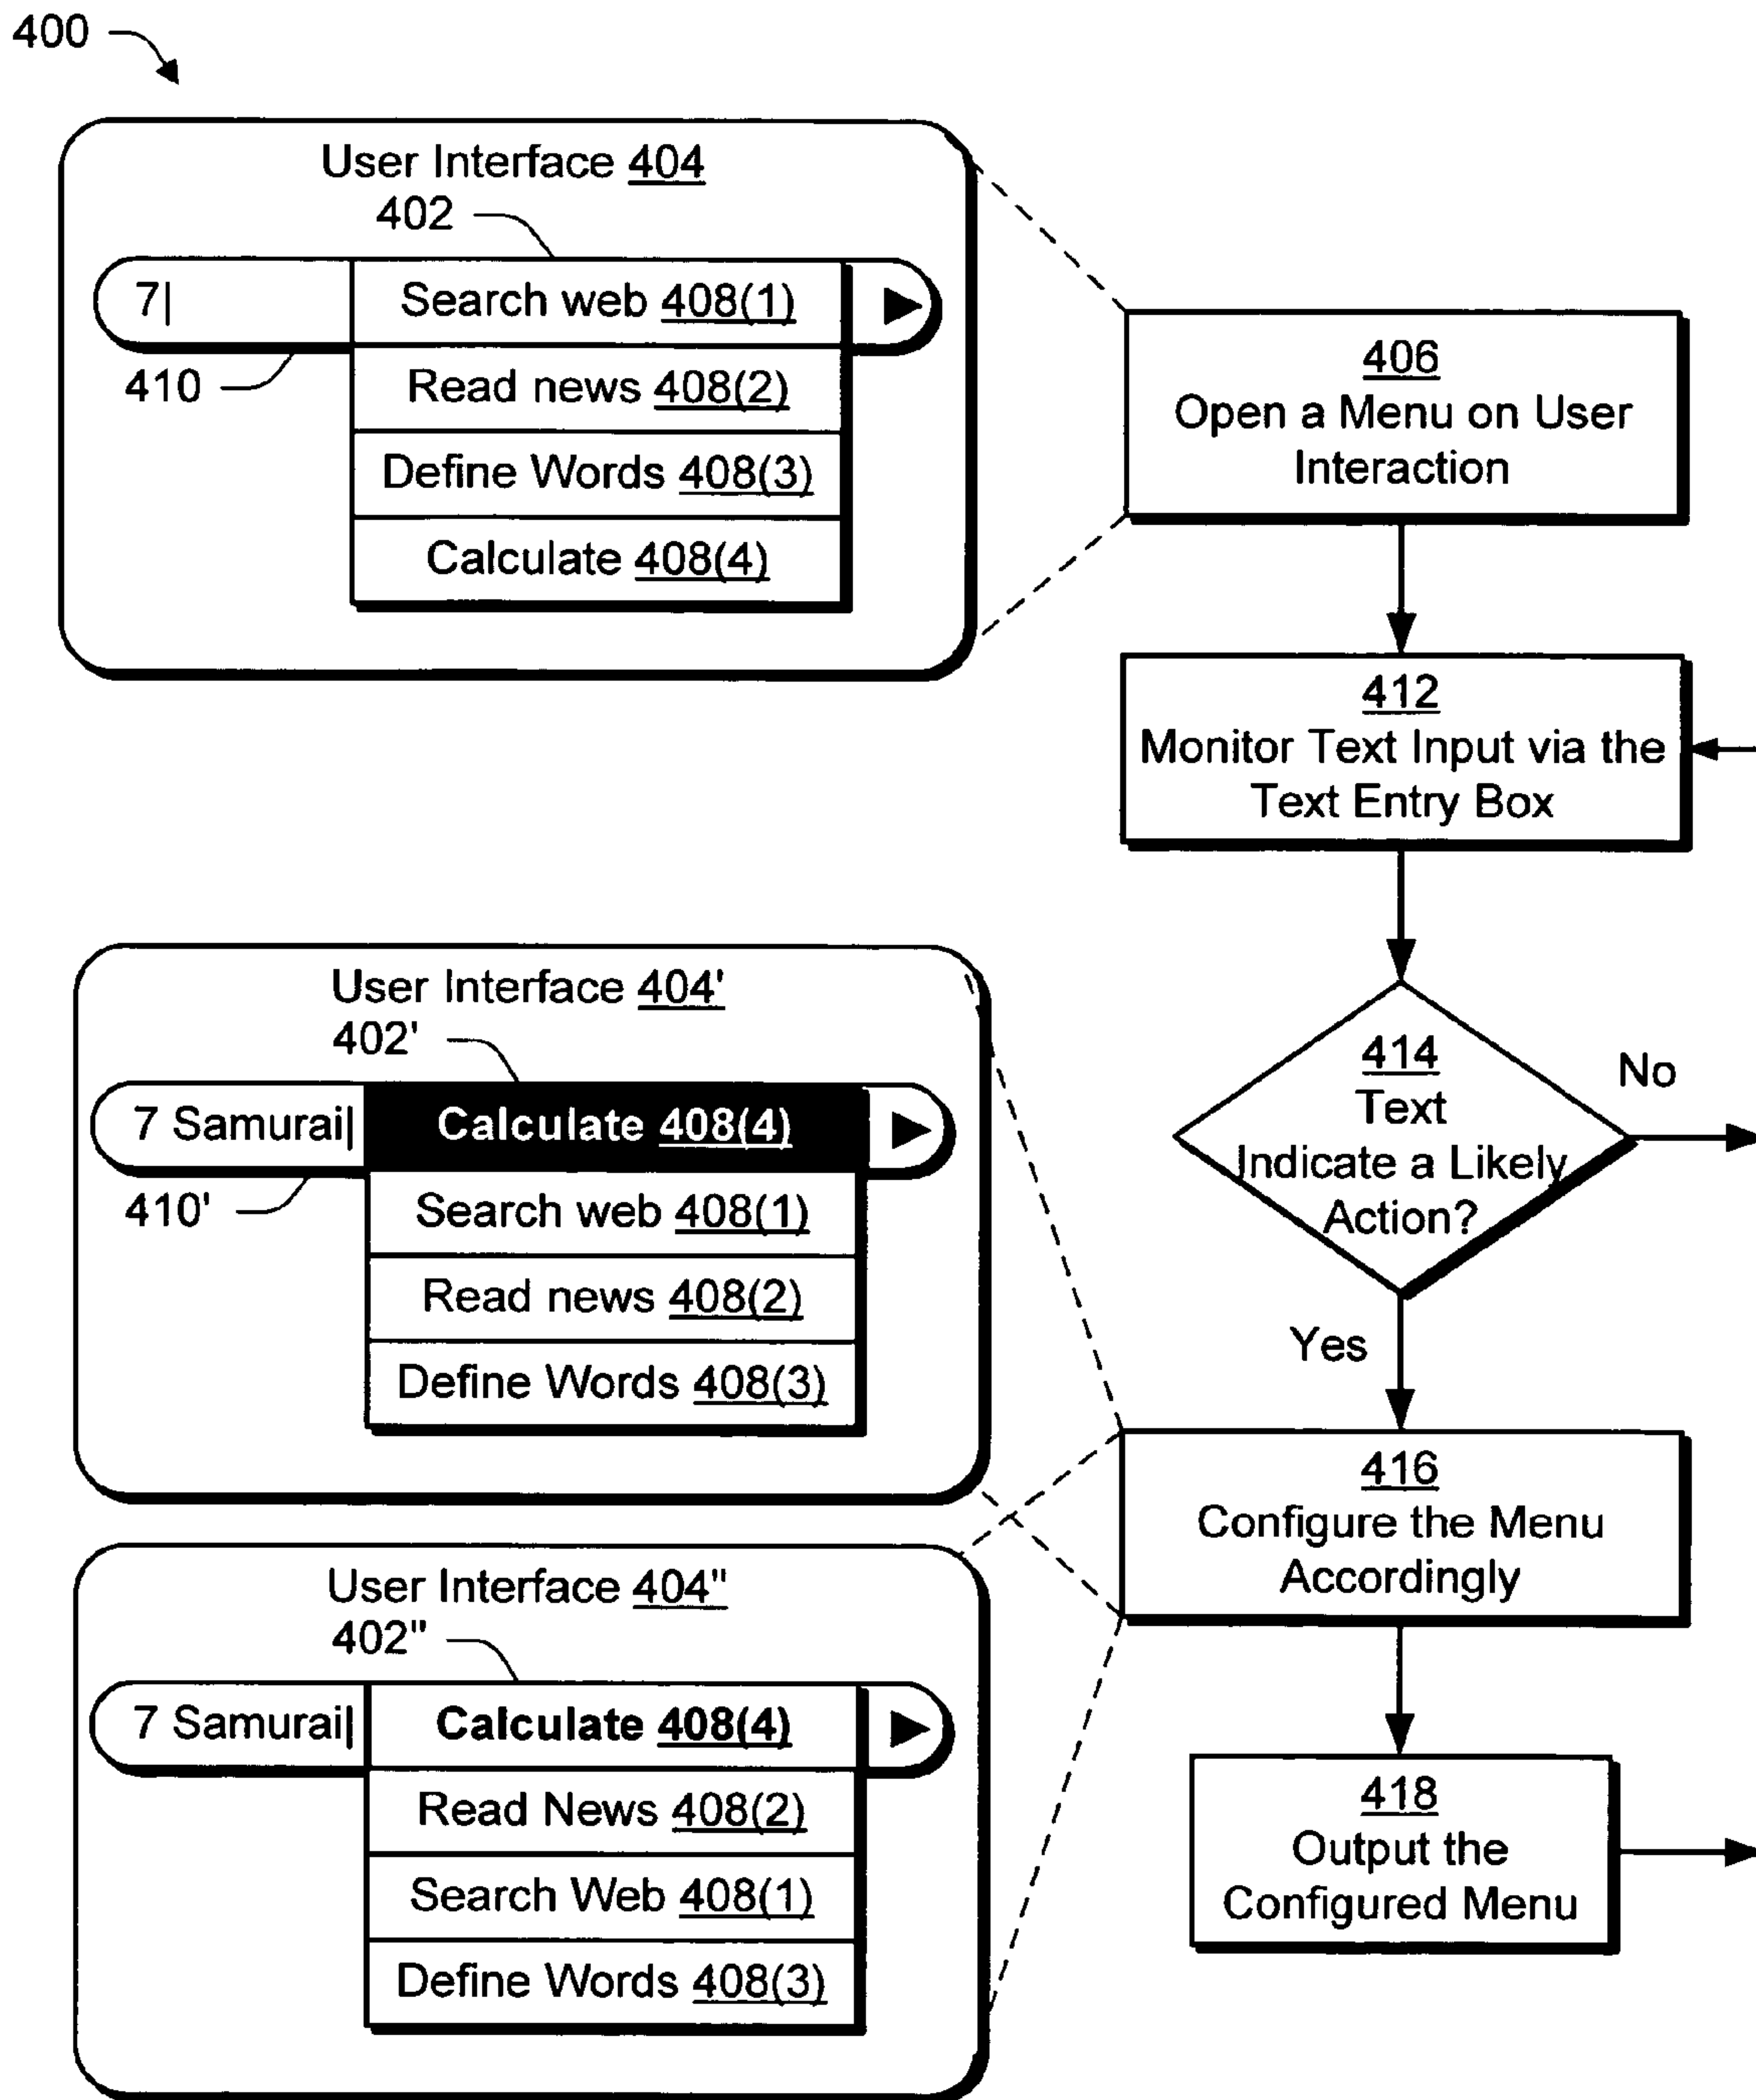 400
User Interface 404
402
7| Search web 408(1)
410
Read news 408(2)
Define Words 408(3)
Calculate 408(4)
406
Open a Menu on User
Interaction
412
Monitor Text Input via the
Text Entry Box
User Interface 404'
402'
7 Samurai| Calculate 408(4)
410'
Search web 408(1)
Read news 408(2)
Define Words 408(3)
414
Text
Indicate a Likely
Action?
No
Yes
416
Configure the Menu
Accordingly
User Interface 404"
402"
7 Samurai| Calculate 408(4)
Read News 408(2)
Search Web 408(1)
Define Words 408(3)
418
Output the
Configured Menu